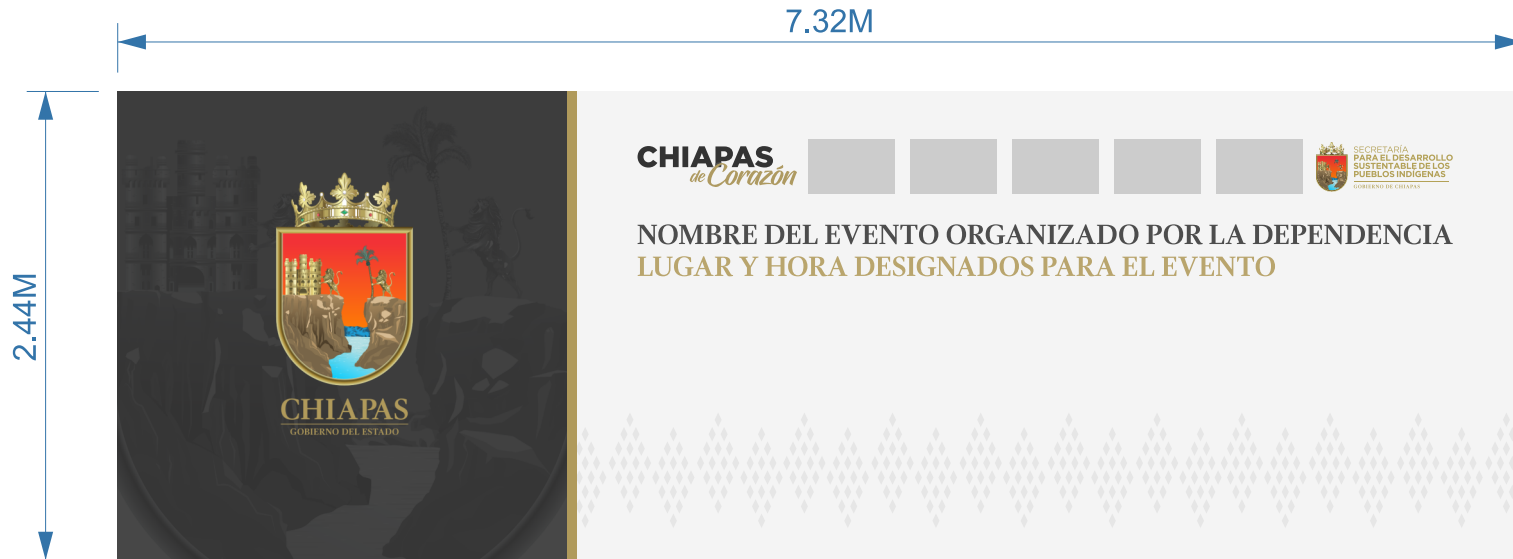 7.32M
2.44M
CHIAPAS
de Corazón
SECRETARÍA
PARA EL DESARROLLO
SUSTENTABLE DE LOS
PUEBLOS INDÍGENAS
GOBIERNO DE CHIAPAS
NOMBRE DEL EVENTO ORGANIZADO POR LA DEPENDENCIA
LUGAR Y HORA DESIGNADOS PARA EL EVENTO
CHIAPAS
GOBIERNO DEL ESTADO